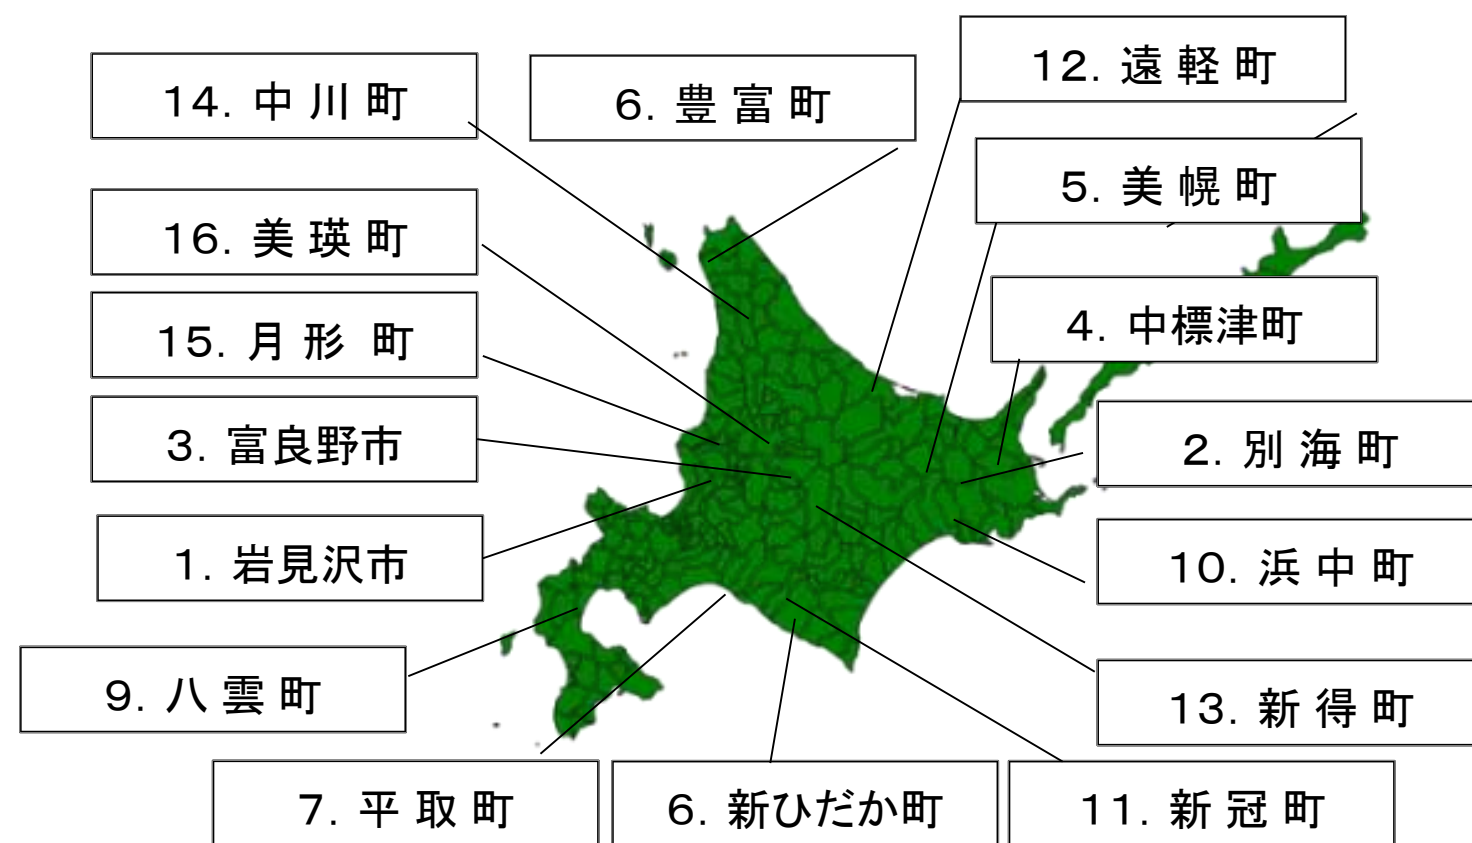 12. 遠 軽 町
14. 中 川 町
6. 豊 富 町
5. 美 幌 町
16. 美 瑛 町
4. 中標津町
15. 月 形 町
3. 富良野市
2. 別 海 町
1. 岩見沢市
10. 浜 中 町
9. 八 雲 町
13. 新 得 町
7. 平 取 町
6. 新ひだか町
11. 新 冠 町